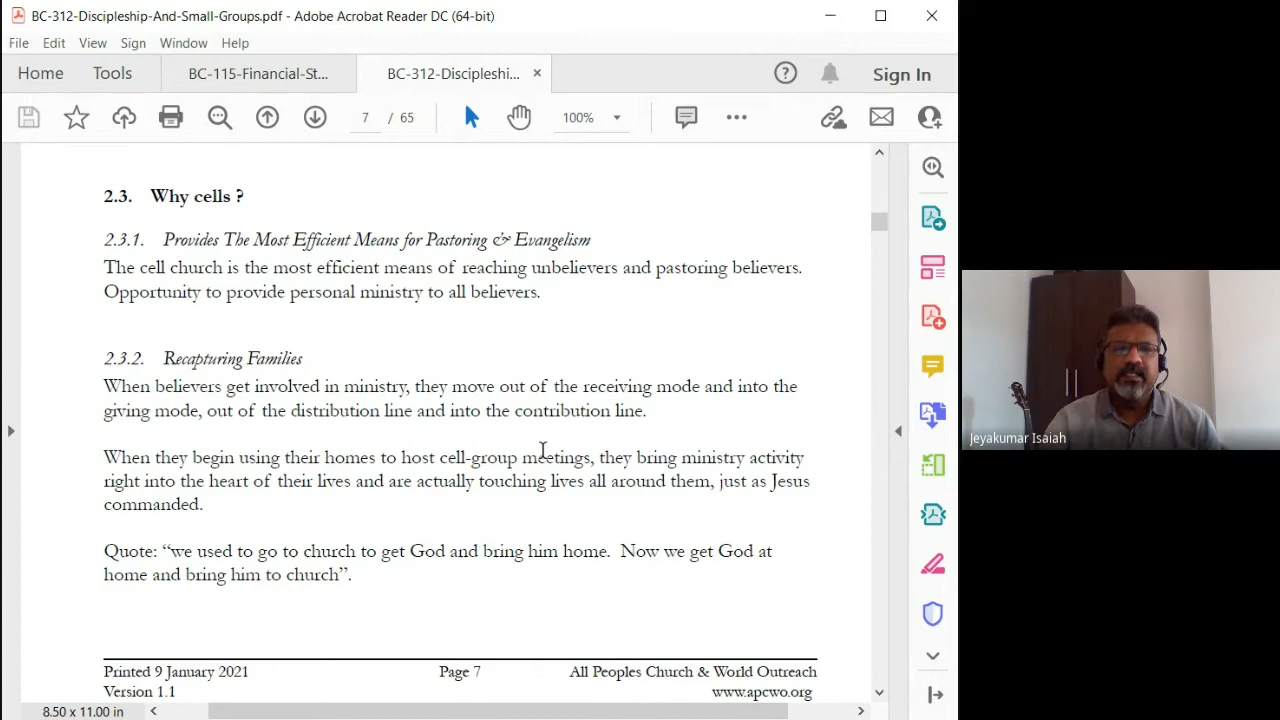 BC-312-Discipleship-And-Small-Groups.pdf - Adobe Acrobat Reader DC (64-bit)
File Edit View Sign Window Help
Home Tools BC-115-Financial-St... BC-312-Discipleshi... Sign In
7 / 65 100%
2.3. Why cells ?
2.3.1. Provides The Most Efficient Means for Pastoring & Evangelism
The cell church is the most efficient means of reaching unbelievers and pastoring believers.
Opportunity to provide personal ministry to all believers.
2.3.2. Recapturing Families
When believers get involved in ministry, they move out of the receiving mode and into the
giving mode, out of the distribution line and into the contribution line.
When they begin using their homes to host cell-group meetings, they bring ministry activity
right into the heart of their lives and are actually touching lives all around them, just as Jesus
commanded.
Quote: “we used to go to church to get God and bring him home. Now we get God at
home and bring him to church”.
Printed 9 January 2021 Page 7 All Peoples Church & World Outreach
Version 1.1 www.apcwo.org
8.50 x 11.00 in
Jeyakumar Isaiah